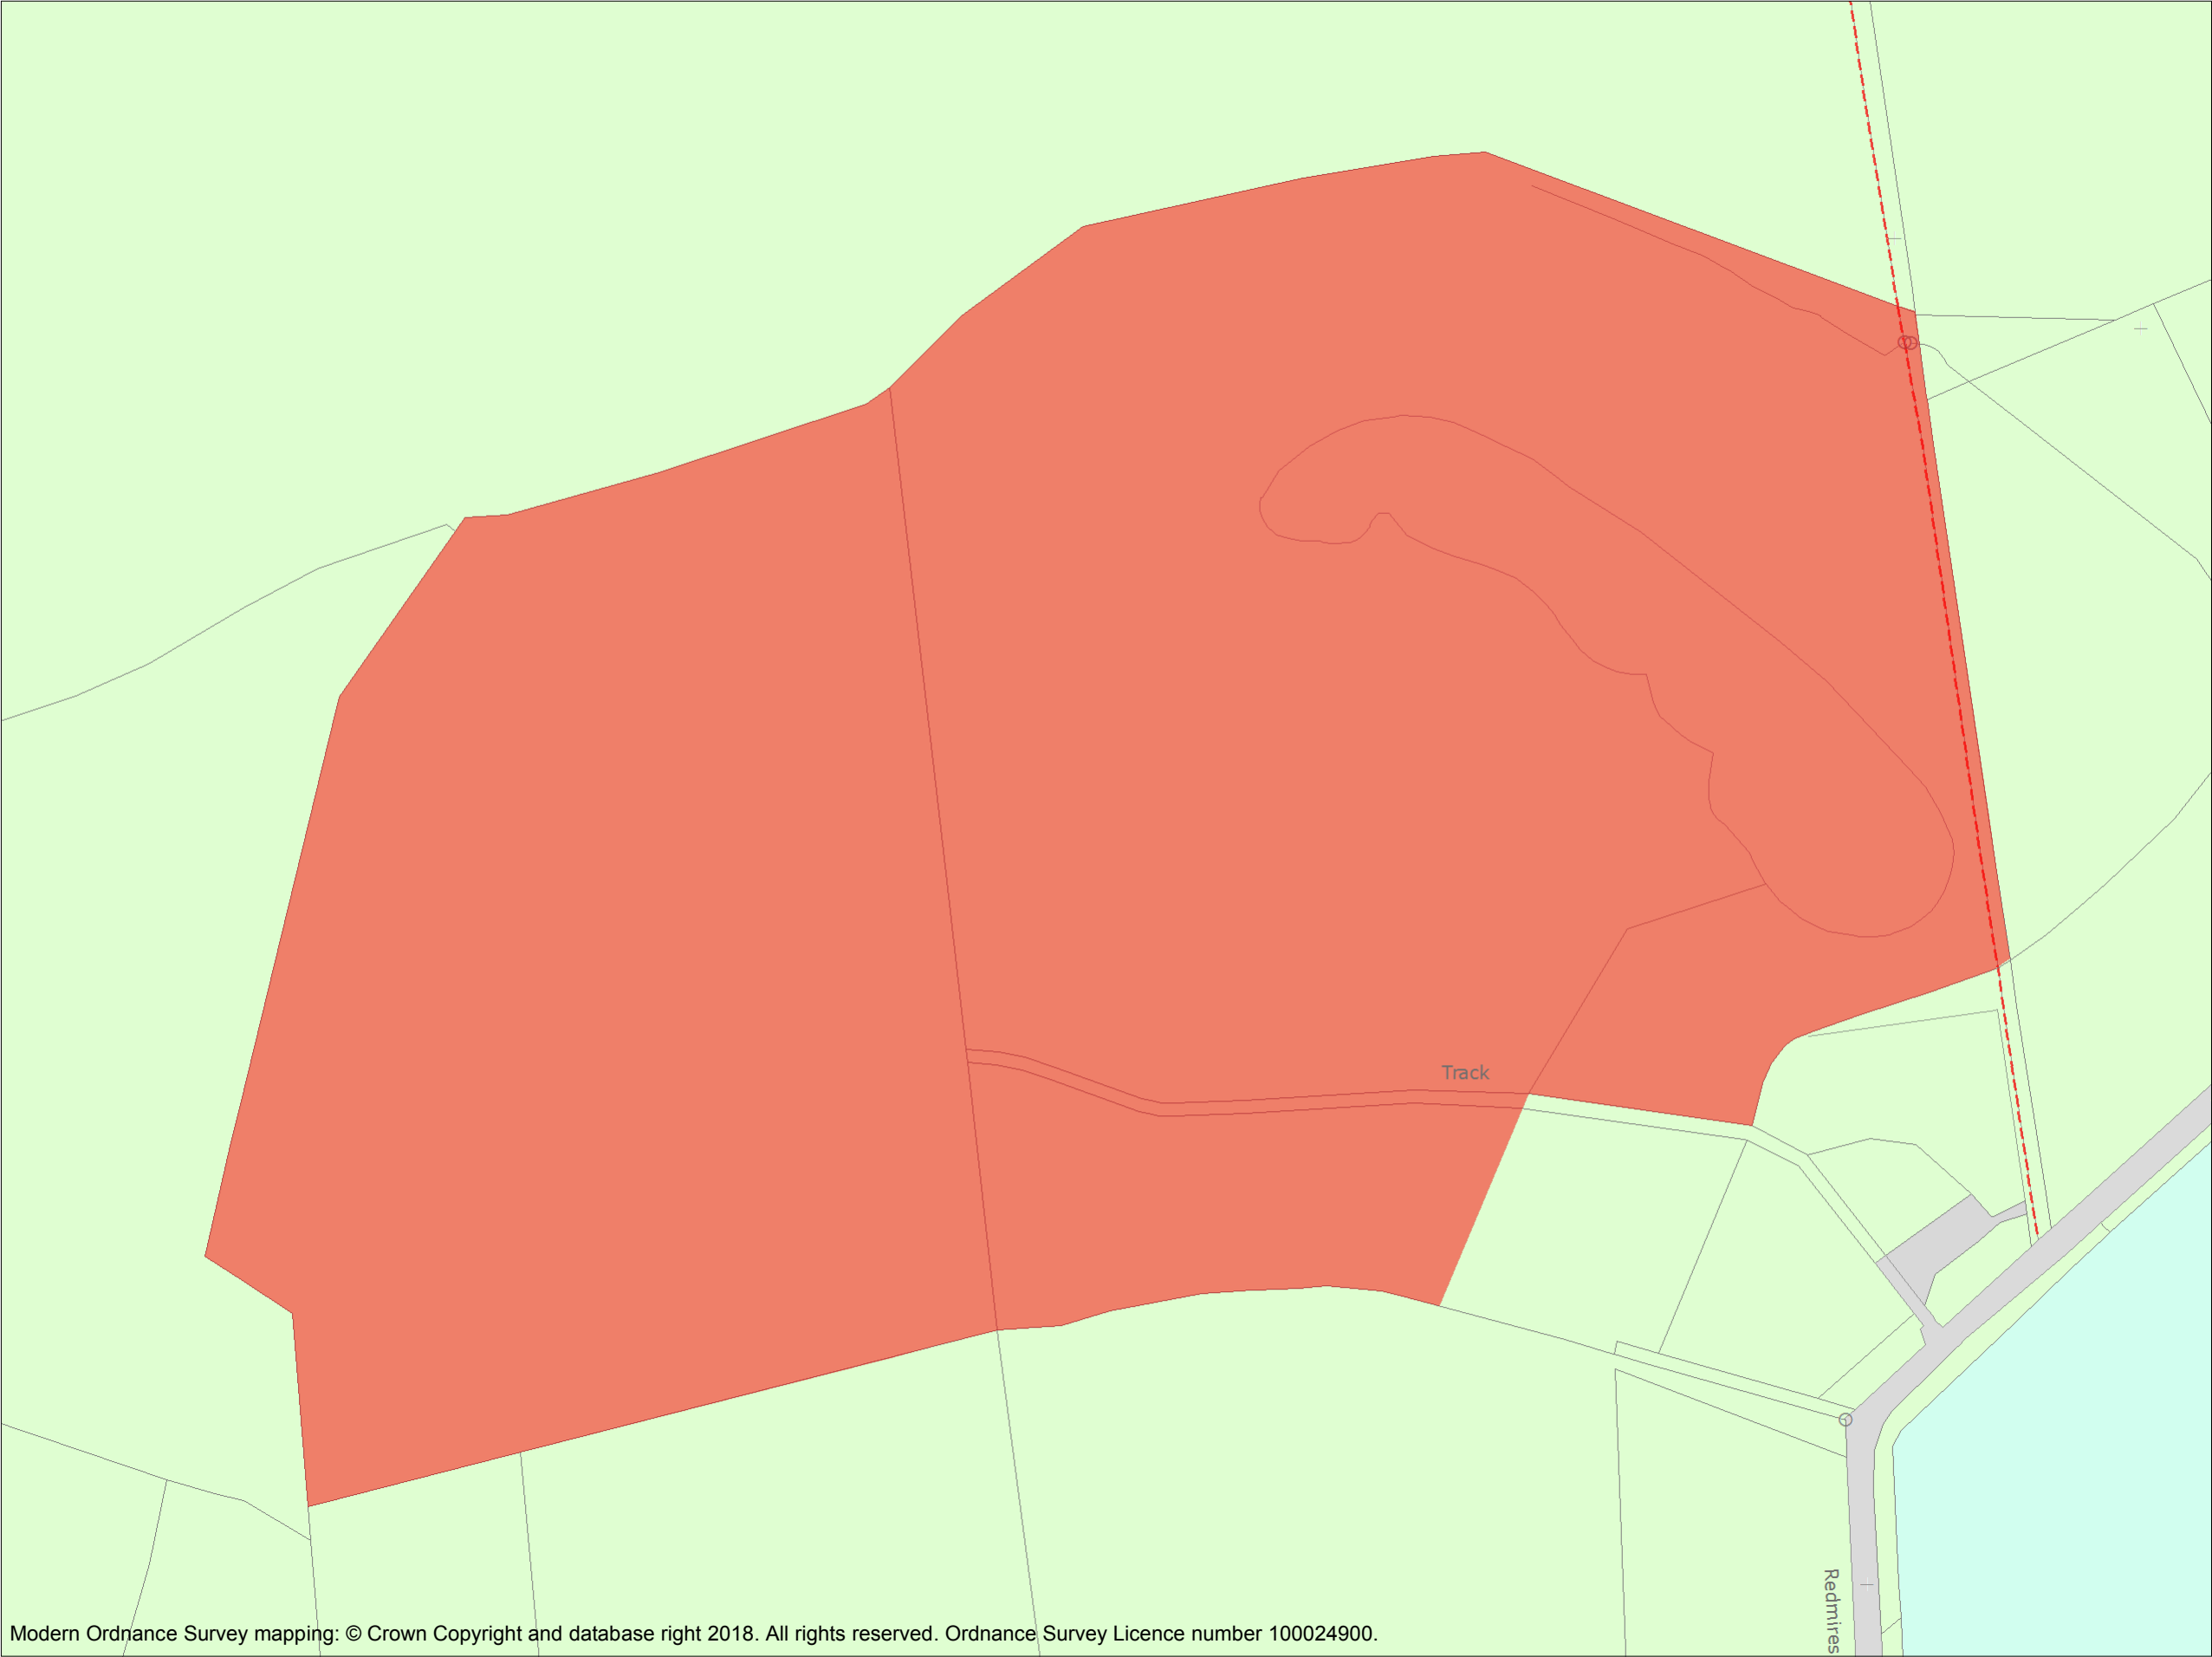 Track
Redmires
Modern Ordnance Survey mapping: © Crown Copyright and database right 2018. All rights reserved. Ordnance Survey Licence number 100024900.